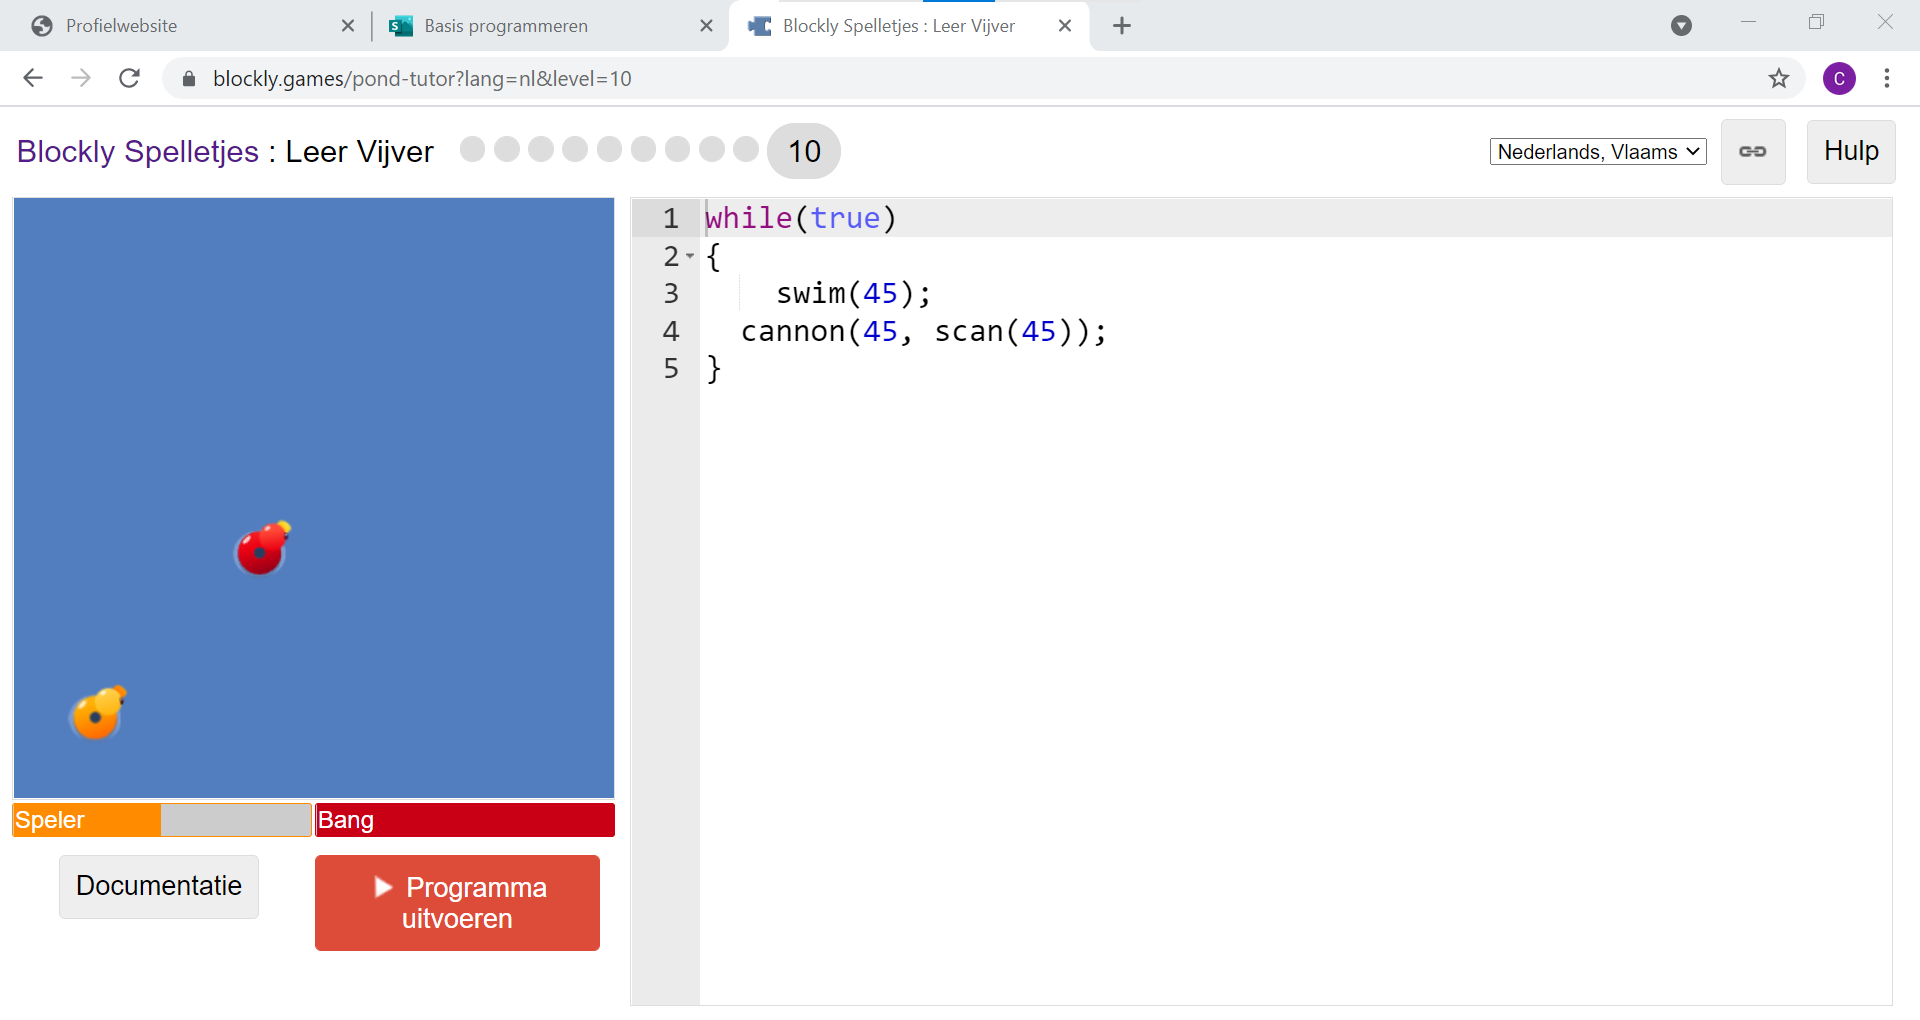 Profielwebsite
Basis programmeren
Blockly Spelletjes : Leer Vijver
blockly.games/pond-tutor?lang=nl&level=10
C
Blockly Spelletjes : Leer Vijver
10
Nederlands, Vlaams
Hulp
1 while(true)
2 {
3 swim(45);
4 cannon(45, scan(45));
5 }
Speler
Bang
Documentatie
Programma
uitvoeren